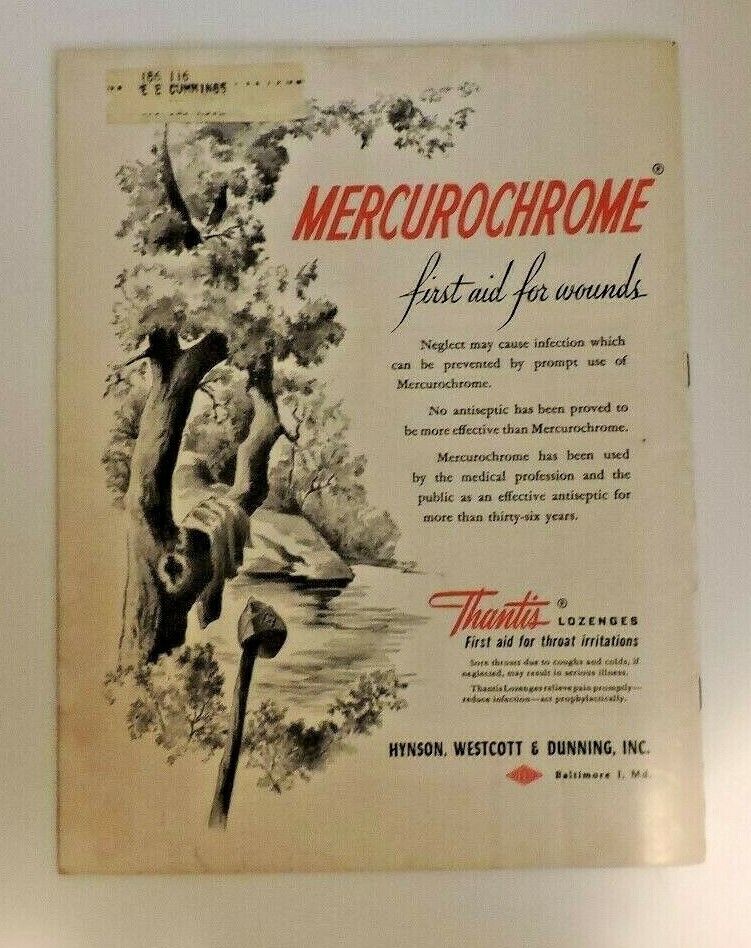 186 116
E E CUMMINGS
MERCUROCHROME®
first aid for wounds
Neglect may cause infection which
can be prevented by prompt use of
Mercurochrome.
No antiseptic has been proved to
be more effective than Mercurochrome.
Mercurochrome has been used
by the medical profession and the
public as an effective antiseptic for
more than thirty-six years.
Thantis® LOZENGES
First aid for throat irritations
Sore throats due to coughs and colds, if
neglected, may result in serious illness.
Thantis Lozenges relieve pain promptly—
reduce infection—act prophylactically.
HYNSON, WESTCOTT & DUNNING, INC.
Baltimore 1, Md.